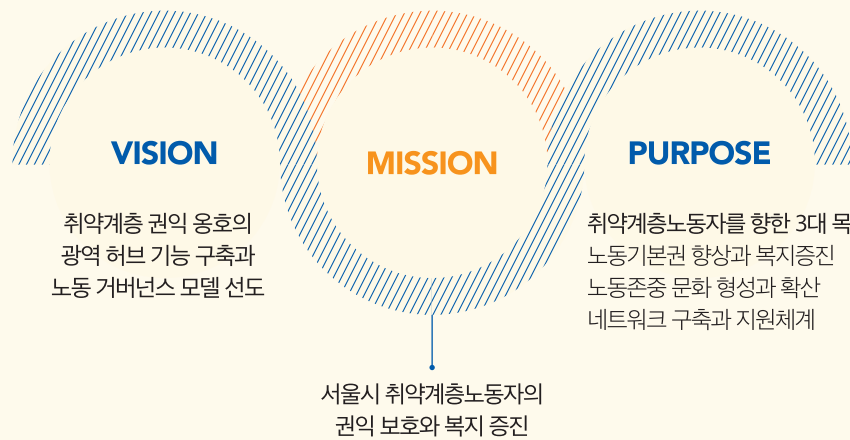 VISION
취약계층 권익 옹호의
광역 허브 기능 구축과
노동 거버넌스 모델 선도
MISSION
서울시 취약계층노동자의
권익 보호와 복지 증진
PURPOSE
취약계층노동자를 향한 3대
노동기본권 향상과 복지증진
노동존중 문화 형성과 확산
네트워크 구축과 지원체계